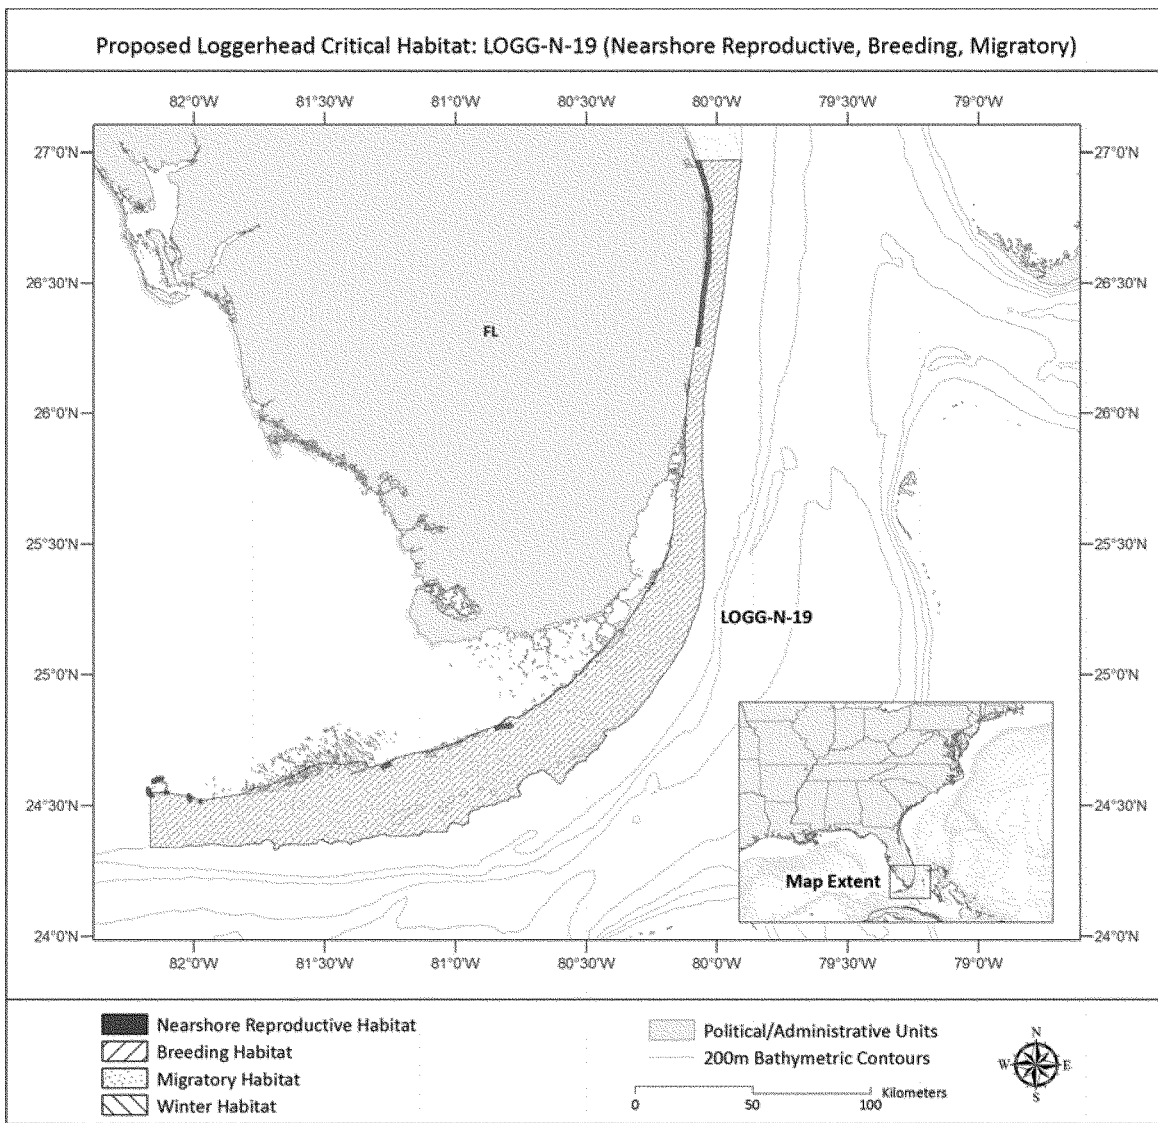 Proposed Loggerhead Critical Habitat: LOGG-N-19 (Nearshore Reproductive, Breeding, Migratory)
82°0'W 81°30'W 81°0'W 80°30'W 80°0'W 79°30'W 79°0'W
27°0'N 27°0'N
26°30'N 26°30'N
FL
26°0'N 26°0'N
25°30'N 25°30'N
LOGG-N-19
25°0'N 25°0'N
24°30'N 24°30'N
Map Extent
24°0'N 24°0'N
82°0'W 81°30'W 81°0'W 80°30'W 80°0'W 79°30'W 79°0'W
Nearshore Reproductive Habitat
Breeding Habitat
Migratory Habitat
Winter Habitat
Political/Administrative Units
200m Bathymetric Contours
Kilometers
0 50 100
N
W E
S